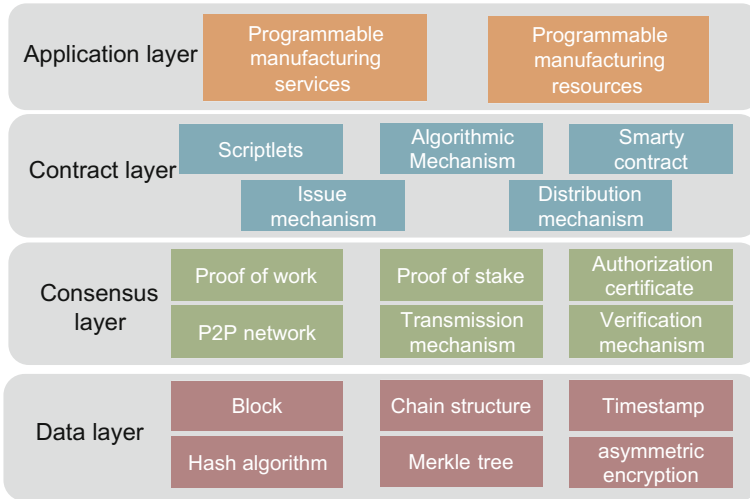 Application layer
Programmable
manufacturing
services
Programmable
manufacturing
resources
Contract layer
Scriptlets
Algorithmic
Mechanism
Smarty
contract
Issue
mechanism
Distribution
mechanism
Consensus
layer
Proof of work
Proof of stake
Authorization
certificate
P2P network
Transmission
mechanism
Verification
mechanism
Data layer
Block
Chain structure
Timestamp
Hash algorithm
Merkle tree
asymmetric
encryption